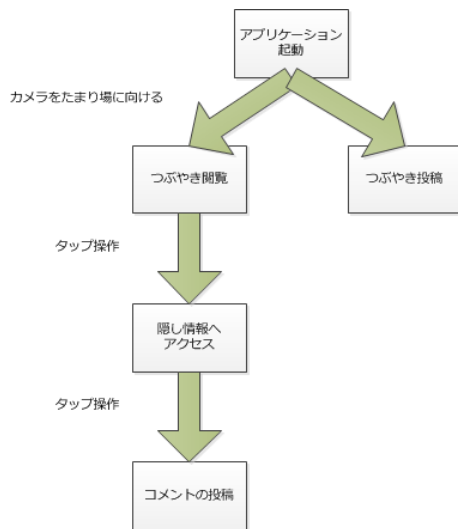 アプリケーション
起動
カメラをたまり場に向ける
つぶやき閲覧
つぶやき投稿
タップ操作
隠し情報へ
アクセス
タップ操作
コメントの投稿